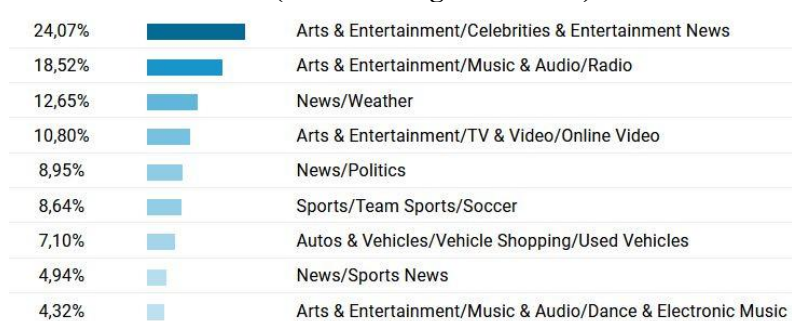 24,07% Arts & Entertainment/Celebrities & Entertainment News
18,52% Arts & Entertainment/Music & Audio/Radio
12,65% News/Weather
10,80% Arts & Entertainment/TV & Video/Online Video
8,95% News/Politics
8,64% Sports/Team Sports/Soccer
7,10% Autos & Vehicles/Vehicle Shopping/Used Vehicles
4,94% News/Sports News
4,32% Arts & Entertainment/Music & Audio/Dance & Electronic Music